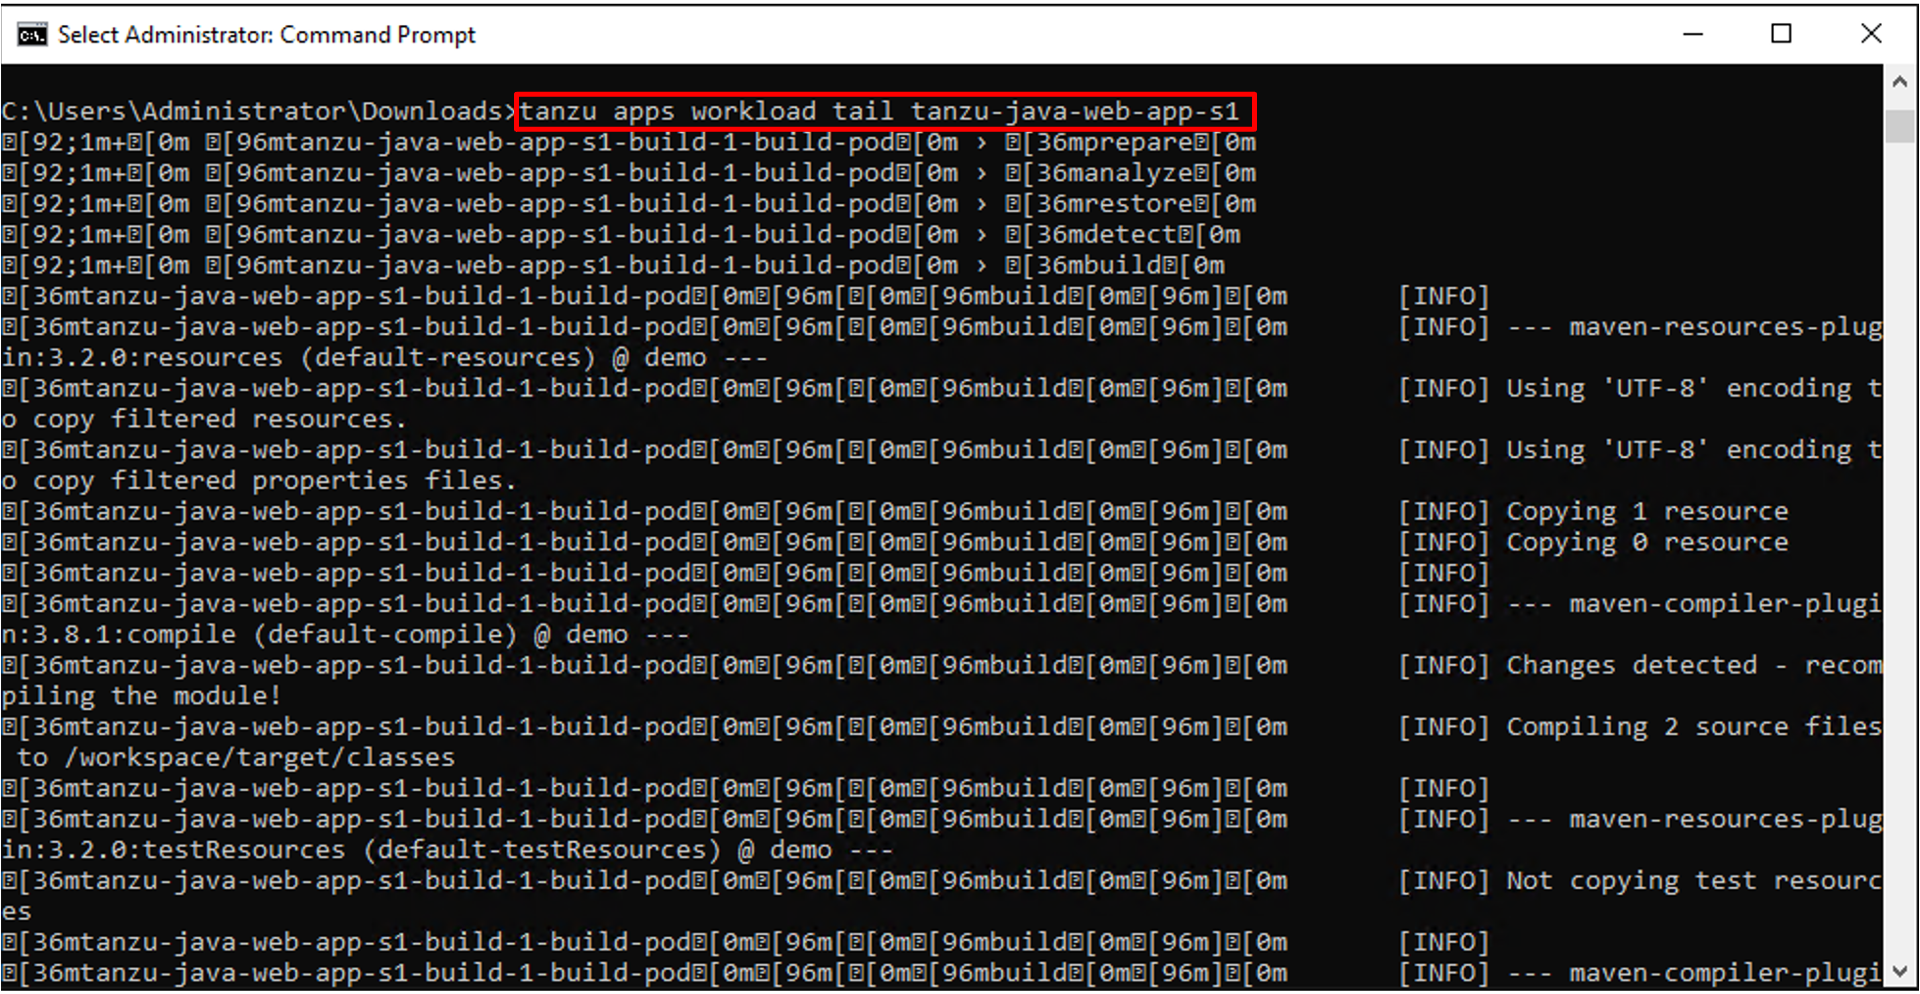 Select Administrator: Command Prompt
C:\Users\Administrator\Downloads>tanzu apps workload tail tanzu-java-web-app-s1
�[92;1m+�[0m �[96mtanzu-java-web-app-s1-build-1-build-pod�[0m › �[36mprepare�[0m
�[92;1m+�[0m �[96mtanzu-java-web-app-s1-build-1-build-pod�[0m › �[36manalyze�[0m
�[92;1m+�[0m �[96mtanzu-java-web-app-s1-build-1-build-pod�[0m › �[36mrestore�[0m
�[92;1m+�[0m �[96mtanzu-java-web-app-s1-build-1-build-pod�[0m › �[36mdetect�[0m
�[92;1m+�[0m �[96mtanzu-java-web-app-s1-build-1-build-pod�[0m › �[36mbuild�[0m
�[36mtanzu-java-web-app-s1-build-1-build-pod�[0m�[96m[�[0m�[96mbuild�[0m�[96m]�[0m [INFO]
�[36mtanzu-java-web-app-s1-build-1-build-pod�[0m�[96m[�[0m�[96mbuild�[0m�[96m]�[0m [INFO] --- maven-resources-plug
in:3.2.0:resources (default-resources) @ demo ---
�[36mtanzu-java-web-app-s1-build-1-build-pod�[0m�[96m[�[0m�[96mbuild�[0m�[96m]�[0m [INFO] Using 'UTF-8' encoding t
o copy filtered resources.
�[36mtanzu-java-web-app-s1-build-1-build-pod�[0m�[96m[�[0m�[96mbuild�[0m�[96m]�[0m [INFO] Using 'UTF-8' encoding t
o copy filtered properties files.
�[36mtanzu-java-web-app-s1-build-1-build-pod�[0m�[96m[�[0m�[96mbuild�[0m�[96m]�[0m [INFO] Copying 1 resource
�[36mtanzu-java-web-app-s1-build-1-build-pod�[0m�[96m[�[0m�[96mbuild�[0m�[96m]�[0m [INFO] Copying 0 resource
�[36mtanzu-java-web-app-s1-build-1-build-pod�[0m�[96m[�[0m�[96mbuild�[0m�[96m]�[0m [INFO]
�[36mtanzu-java-web-app-s1-build-1-build-pod�[0m�[96m[�[0m�[96mbuild�[0m�[96m]�[0m [INFO] --- maven-compiler-plugi
n:3.8.1:compile (default-compile) @ demo ---
�[36mtanzu-java-web-app-s1-build-1-build-pod�[0m�[96m[�[0m�[96mbuild�[0m�[96m]�[0m [INFO] Changes detected - recom
piling the module!
�[36mtanzu-java-web-app-s1-build-1-build-pod�[0m�[96m[�[0m�[96mbuild�[0m�[96m]�[0m [INFO] Compiling 2 source files
 to /workspace/target/classes
�[36mtanzu-java-web-app-s1-build-1-build-pod�[0m�[96m[�[0m�[96mbuild�[0m�[96m]�[0m [INFO]
�[36mtanzu-java-web-app-s1-build-1-build-pod�[0m�[96m[�[0m�[96mbuild�[0m�[96m]�[0m [INFO] --- maven-resources-plug
in:3.2.0:testResources (default-testResources) @ demo ---
�[36mtanzu-java-web-app-s1-build-1-build-pod�[0m�[96m[�[0m�[96mbuild�[0m�[96m]�[0m [INFO] Not copying test resourc
es
�[36mtanzu-java-web-app-s1-build-1-build-pod�[0m�[96m[�[0m�[96mbuild�[0m�[96m]�[0m [INFO]
�[36mtanzu-java-web-app-s1-build-1-build-pod�[0m�[96m[�[0m�[96mbuild�[0m�[96m]�[0m [INFO] --- maven-compiler-plugi